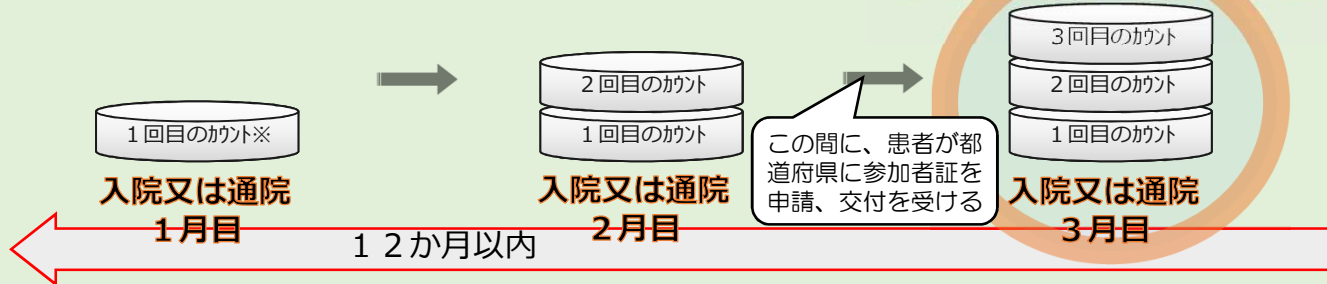 1回目のカウント※
入院又は通院
1月目
2回目のカウント
1回目のカウント
入院又は通院
2月目
この間に、患者が都
道府県に参加者証を
申請、交付を受ける
3回目のカウント
2回目のカウント
1回目のカウント
入院又は通院
3月目
12か月以内